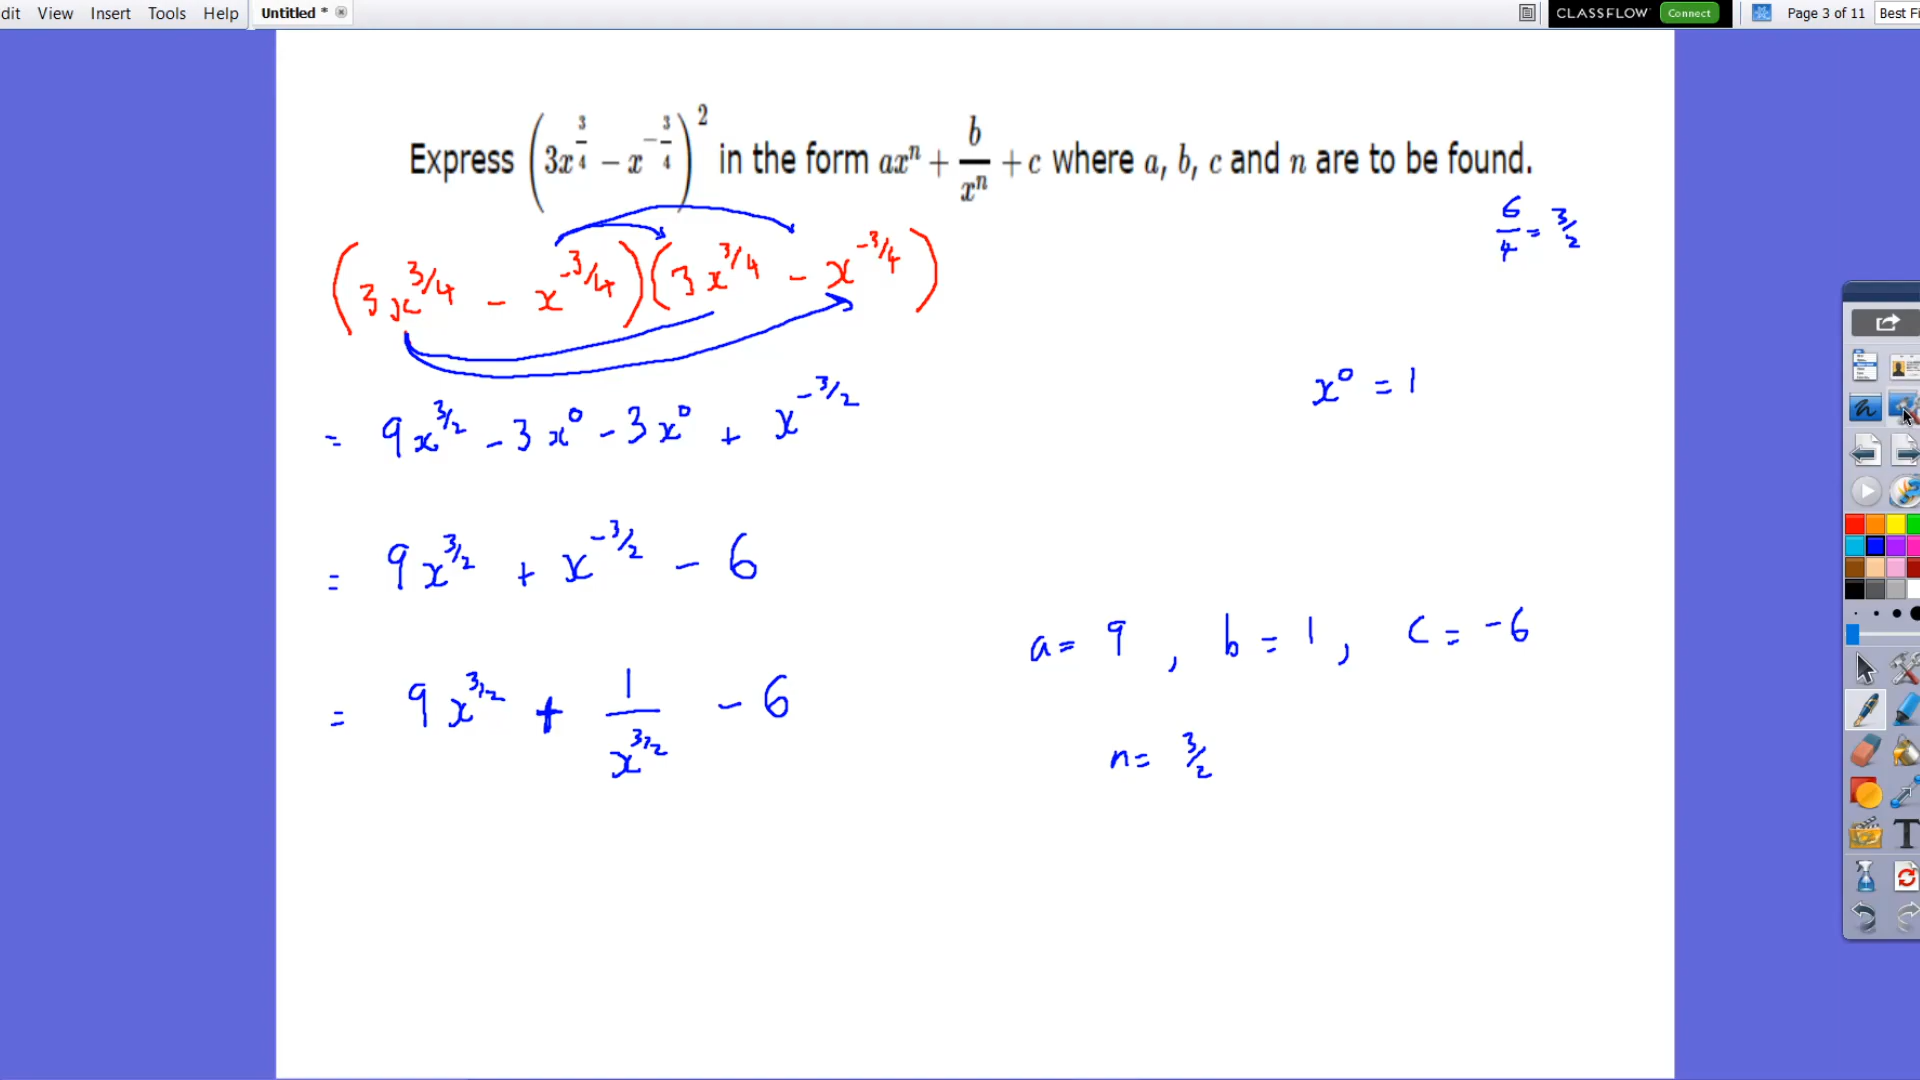 dit View Insert Tools Help Untitled * CLASSFLOW Connect Page 3 of 11 Best Fi
Express (3x^(3/4) − x^(−3/4))^2 in the form ax^n + b/x^n + c where a, b, c and n are to be found.
6/4 = 3/2
(3x^(3/4) − x^(−3/4))(3x^(3/4) − x^(−3/4))
x^0 = 1
= 9x^(3/2) − 3x^0 − 3x^0 + x^(−3/2)
= 9x^(3/2) + x^(−3/2) − 6
a = 9 , b = 1 , c = −6
= 9x^(3/2) + 1/x^(3/2) − 6
n = 3/2